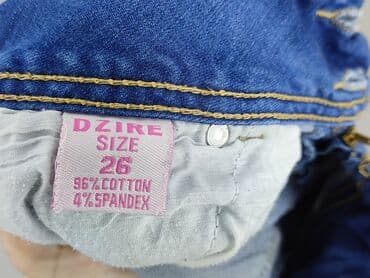 DZIRE
SIZE
26
96%COTTON
4%SPANDEX